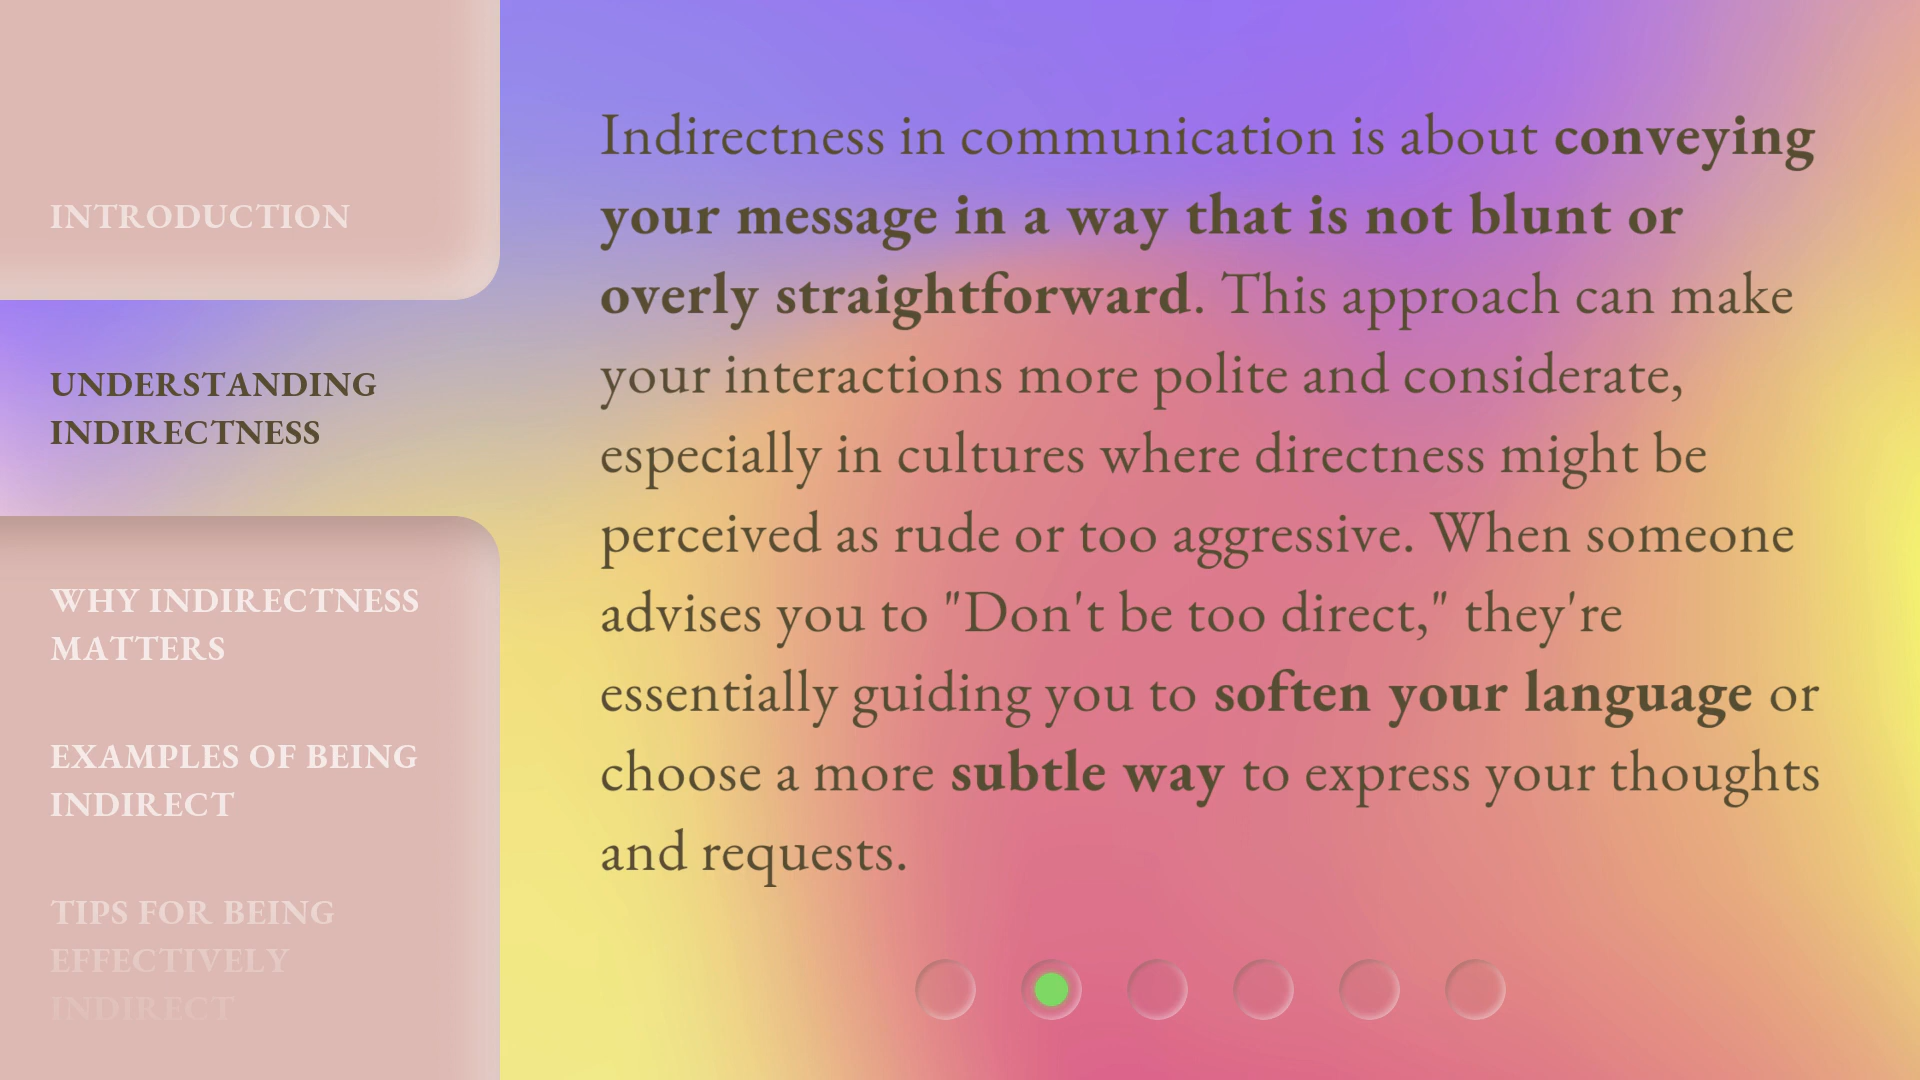 INTRODUCTION
UNDERSTANDING
INDIRECTNESS
WHY INDIRECTNESS
MATTERS
EXAMPLES OF BEING
INDIRECT
TIPS FOR BEING
EFFECTIVELY
INDIRECT
Indirectness in communication is about conveying
your message in a way that is not blunt or
overly straightforward. This approach can make
your interactions more polite and considerate,
especially in cultures where directness might be
perceived as rude or too aggressive. When someone
advises you to "Don't be too direct," they're
essentially guiding you to soften your language or
choose a more subtle way to express your thoughts
and requests.